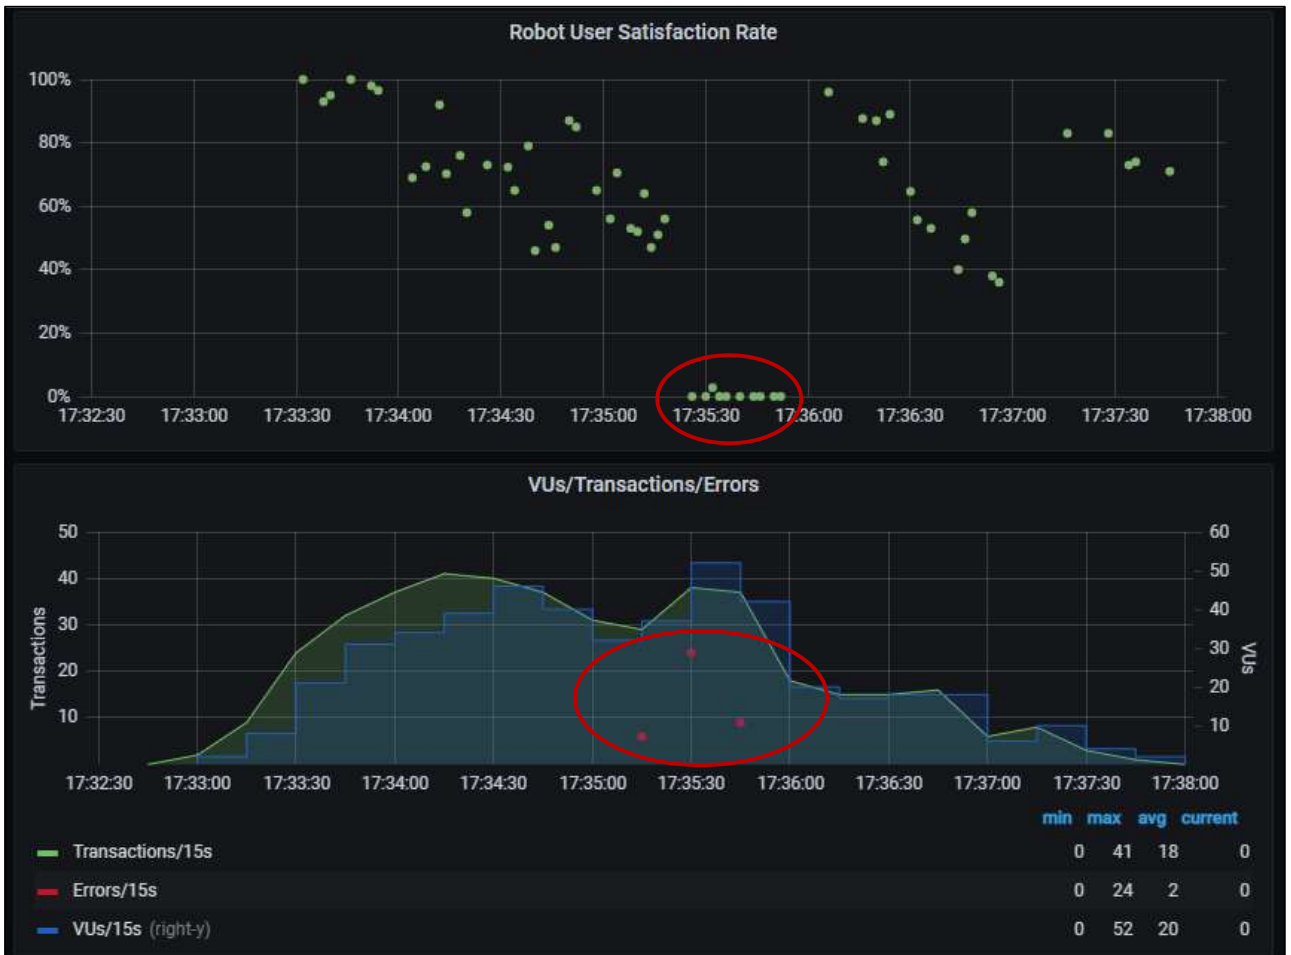 Robot User Satisfaction Rate
100%
80%
60%
40%
20%
0%
17:32:30 17:33:00 17:33:30 17:34:00 17:34:30 17:35:00 17:35:30 17:36:00 17:36:30 17:37:00 17:37:30 17:38:00
VUs/Transactions/Errors
50 60
40 50
30 40
20 30
10 20
10
Transactions
VUs
17:32:30 17:33:00 17:33:30 17:34:00 17:34:30 17:35:00 17:35:30 17:36:00 17:36:30 17:37:00 17:37:30 17:38:00
min max avg current
Transactions/15s 0 41 18 0
Errors/15s 0 24 2 0
VUs/15s (right-y) 0 52 20 0